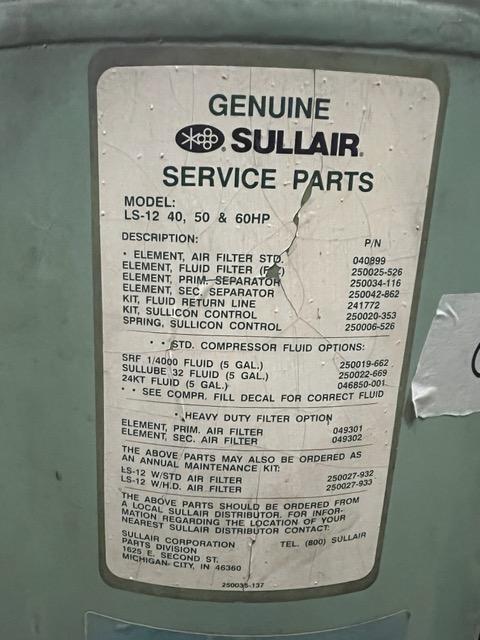 GENUINE
SULLAIR®
SERVICE PARTS
MODEL:
LS-12 40, 50 & 60HP
DESCRIPTION: P/N
• ELEMENT, AIR FILTER STD. 040899
ELEMENT, FLUID FILTER 250025-526
ELEMENT, PRIM. SEPARATOR 250034-116
ELEMENT, SEC. SEPARATOR 250042-862
KIT, FLUID RETURN LINE 241772
KIT, SULLICON CONTROL 250020-353
SPRING, SULLICON CONTROL 250006-526
• • STD. COMPRESSOR FLUID OPTIONS:
SRF 1/4000 FLUID (5 GAL.) 250019-662
SULLUBE 32 FLUID (5 GAL.) 250022-669
24KT FLUID (5 GAL.) 046850-001
• • SEE COMPR. FILL DECAL FOR CORRECT FLUID
• HEAVY DUTY FILTER OPTION
ELEMENT, PRIM. AIR FILTER 049301
ELEMENT, SEC. AIR FILTER 049302
THE ABOVE PARTS MAY ALSO BE ORDERED AS
AN ANNUAL MAINTENANCE KIT:
LS-12 W/STD AIR FILTER 250027-932
LS-12 W/H.D. AIR FILTER 250027-933
THE ABOVE PARTS SHOULD BE ORDERED FROM
A LOCAL SULLAIR DISTRIBUTOR. FOR INFOR-
MATION REGARDING THE LOCATION OF YOUR
NEAREST SULLAIR DISTRIBUTOR CONTACT:
SULLAIR CORPORATION TEL. (800) SULLAIR
PARTS DIVISION
1625 E. SECOND ST.
MICHIGAN CITY, IN 46360
250035-137